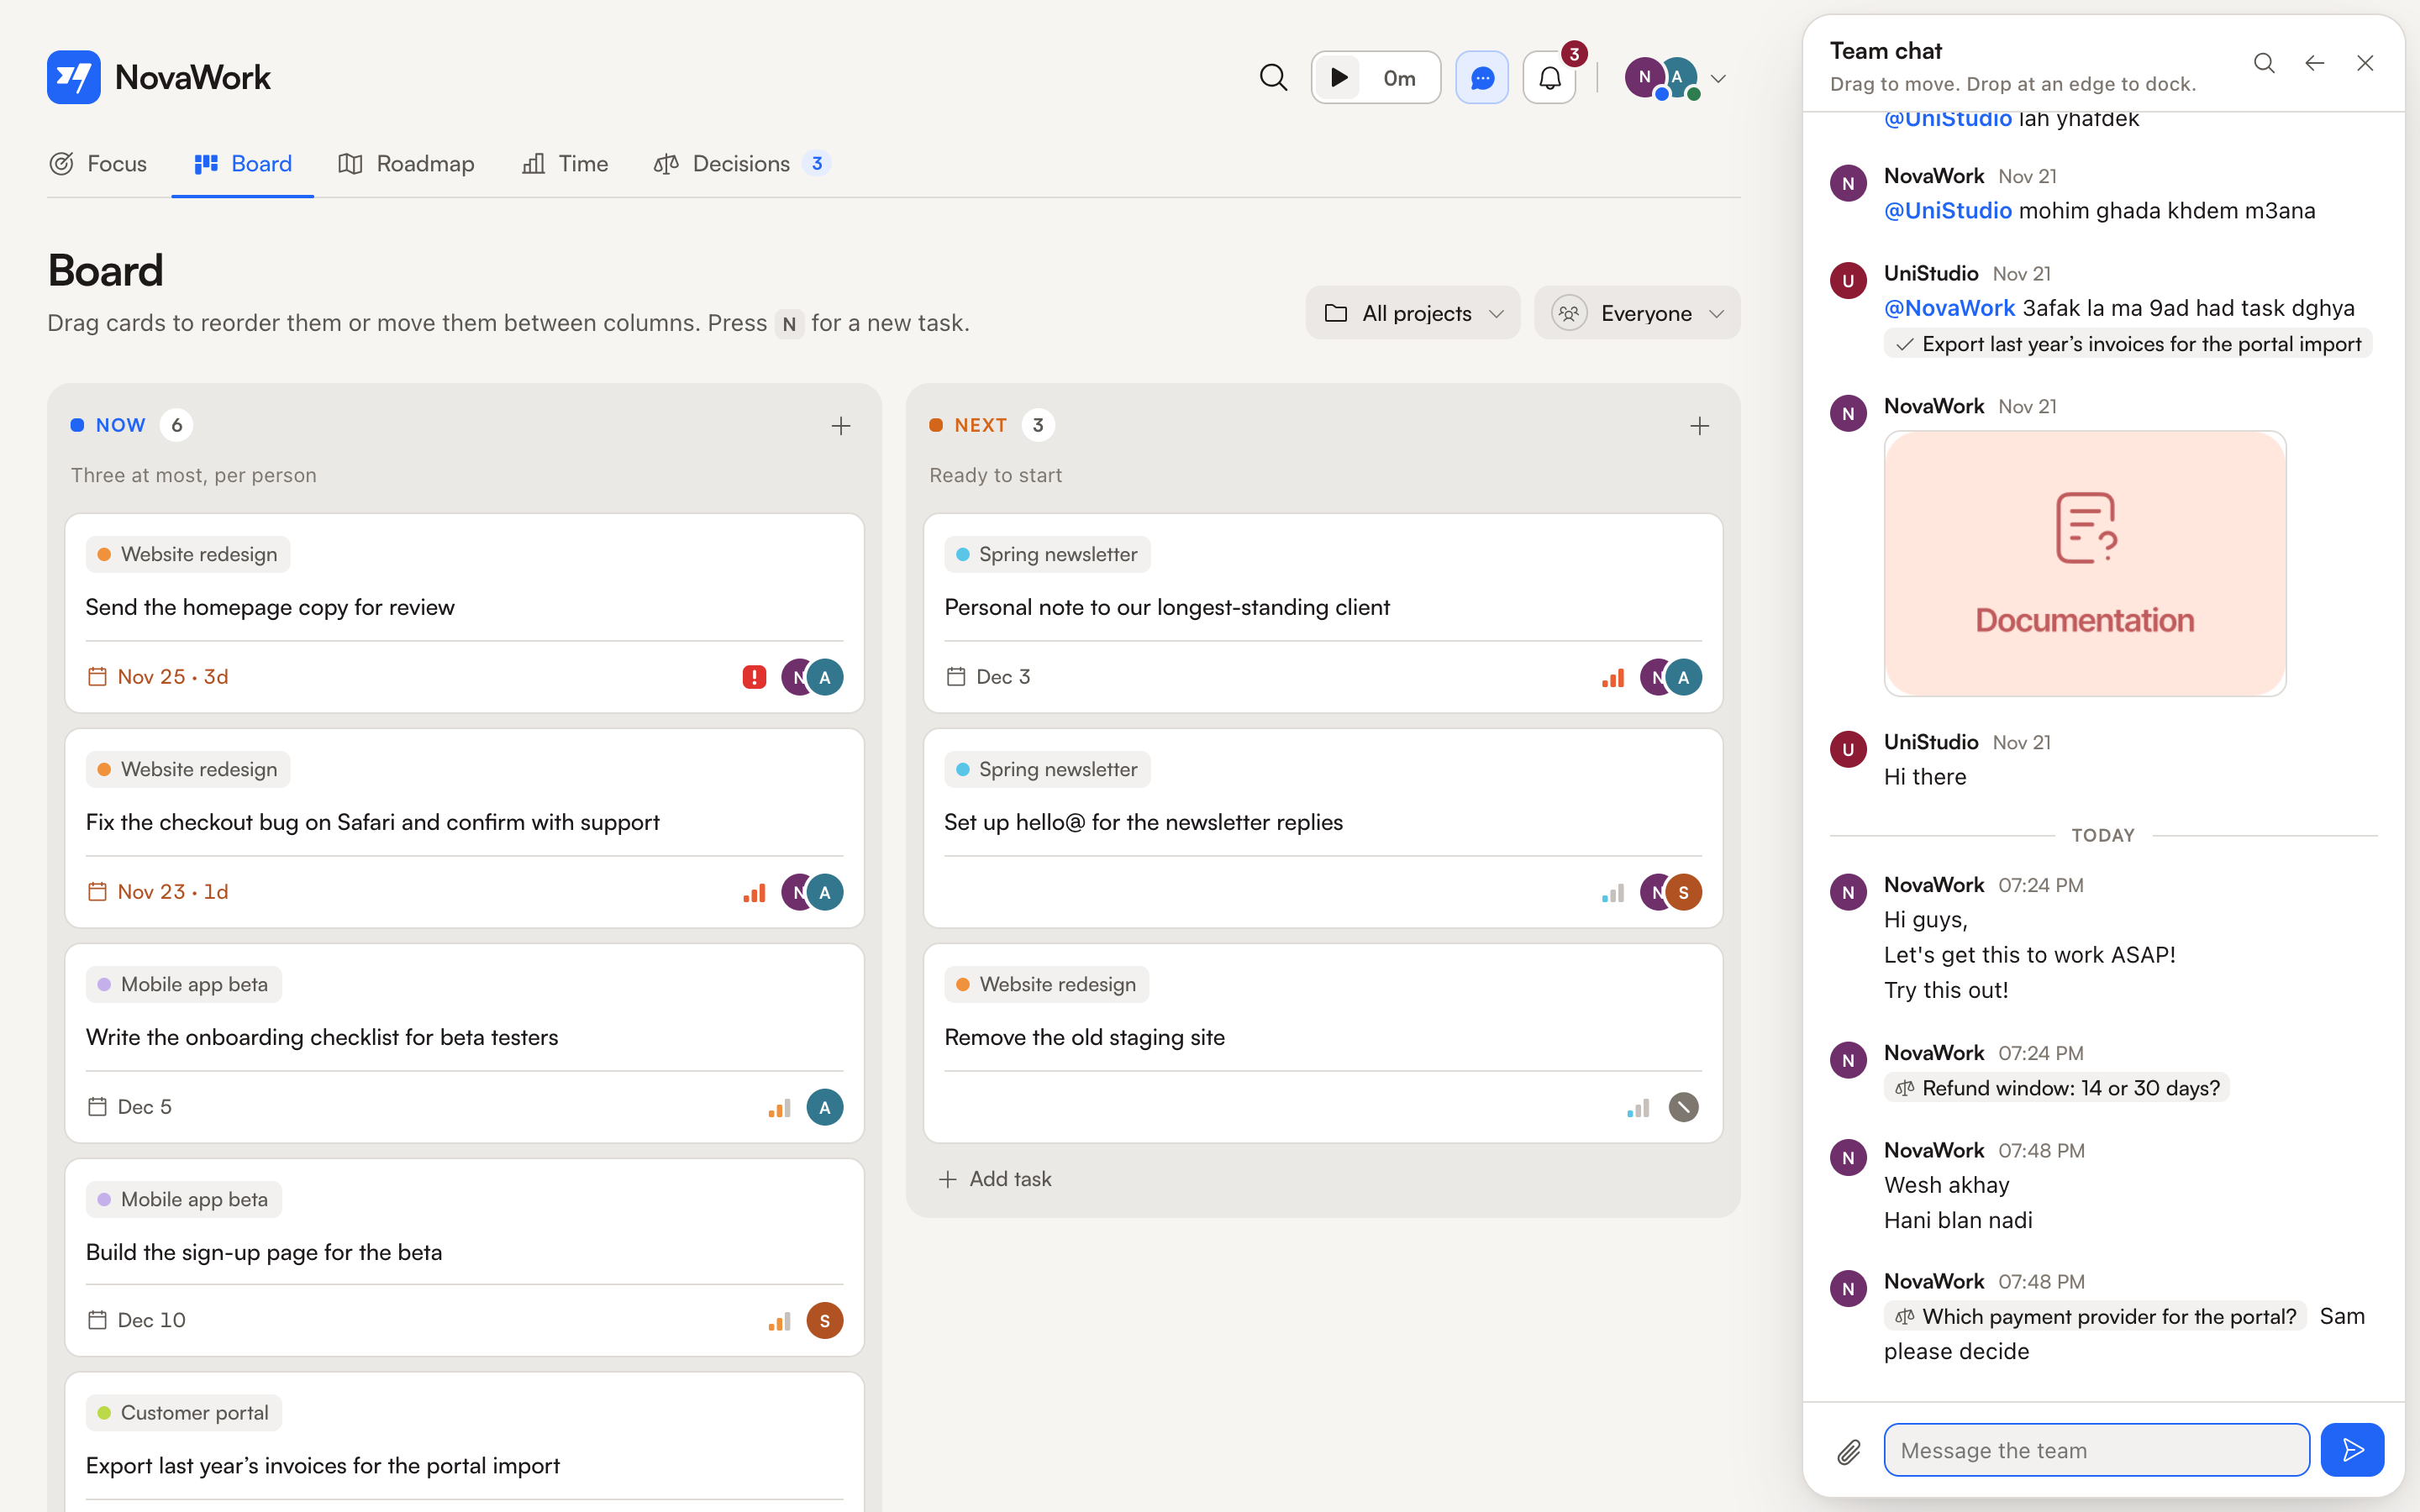 NovaWork
0m
3
N
A
Focus
Board
Roadmap
Time
Decisions 3
Board
Drag cards to reorder them or move them between columns. Press N for a new task.
All projects
Everyone
NOW 6
Three at most, per person
Website redesign
Send the homepage copy for review
Nov 25 · 3d
N A
Website redesign
Fix the checkout bug on Safari and confirm with support
Nov 23 · 1d
N A
Mobile app beta
Write the onboarding checklist for beta testers
Dec 5
A
Mobile app beta
Build the sign-up page for the beta
Dec 10
S
Customer portal
Export last year’s invoices for the portal import
NEXT 3
Ready to start
Spring newsletter
Personal note to our longest-standing client
Dec 3
N A
Spring newsletter
Set up hello@ for the newsletter replies
N S
Website redesign
Remove the old staging site
Add task
Team chat
Drag to move. Drop at an edge to dock.
@UniStudio lah yhafdek
N NovaWork Nov 21
@UniStudio mohim ghada khdem m3ana
U UniStudio Nov 21
@NovaWork 3afak la ma 9ad had task dghya
Export last year’s invoices for the portal import
N NovaWork Nov 21
Documentation
U UniStudio Nov 21
Hi there
TODAY
N NovaWork 07:24 PM
Hi guys,
Let's get this to work ASAP!
Try this out!
N NovaWork 07:24 PM
Refund window: 14 or 30 days?
N NovaWork 07:48 PM
Wesh akhay
Hani blan nadi
N NovaWork 07:48 PM
Which payment provider for the portal? Sam
please decide
Message the team